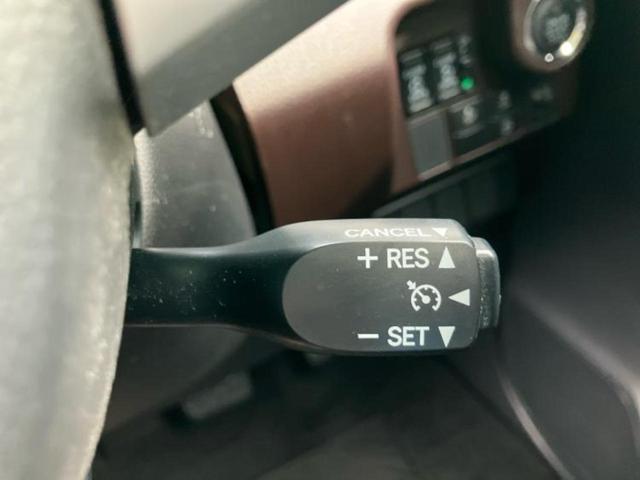 CANCEL ▼
+ RES ▲
◀
− SET ▼